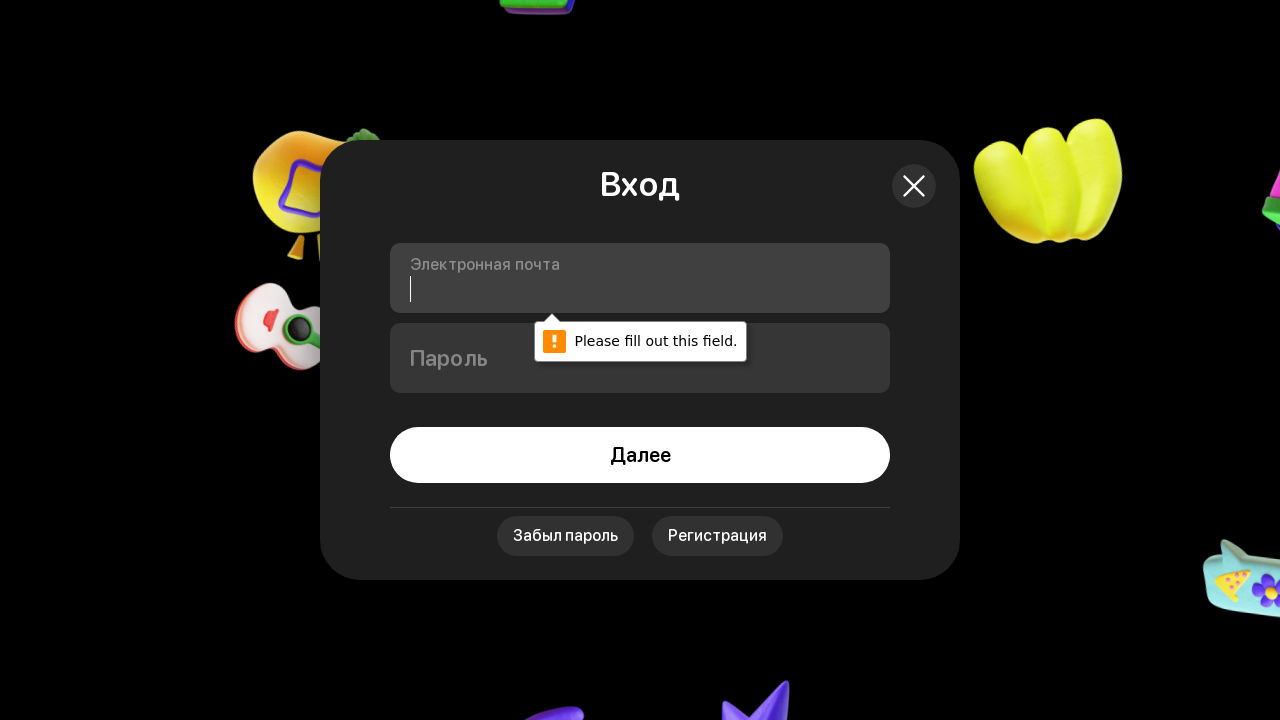 Вход
Электронная почта
Please fill out this field.
Пароль
Далее
Забыл пароль
Регистрация